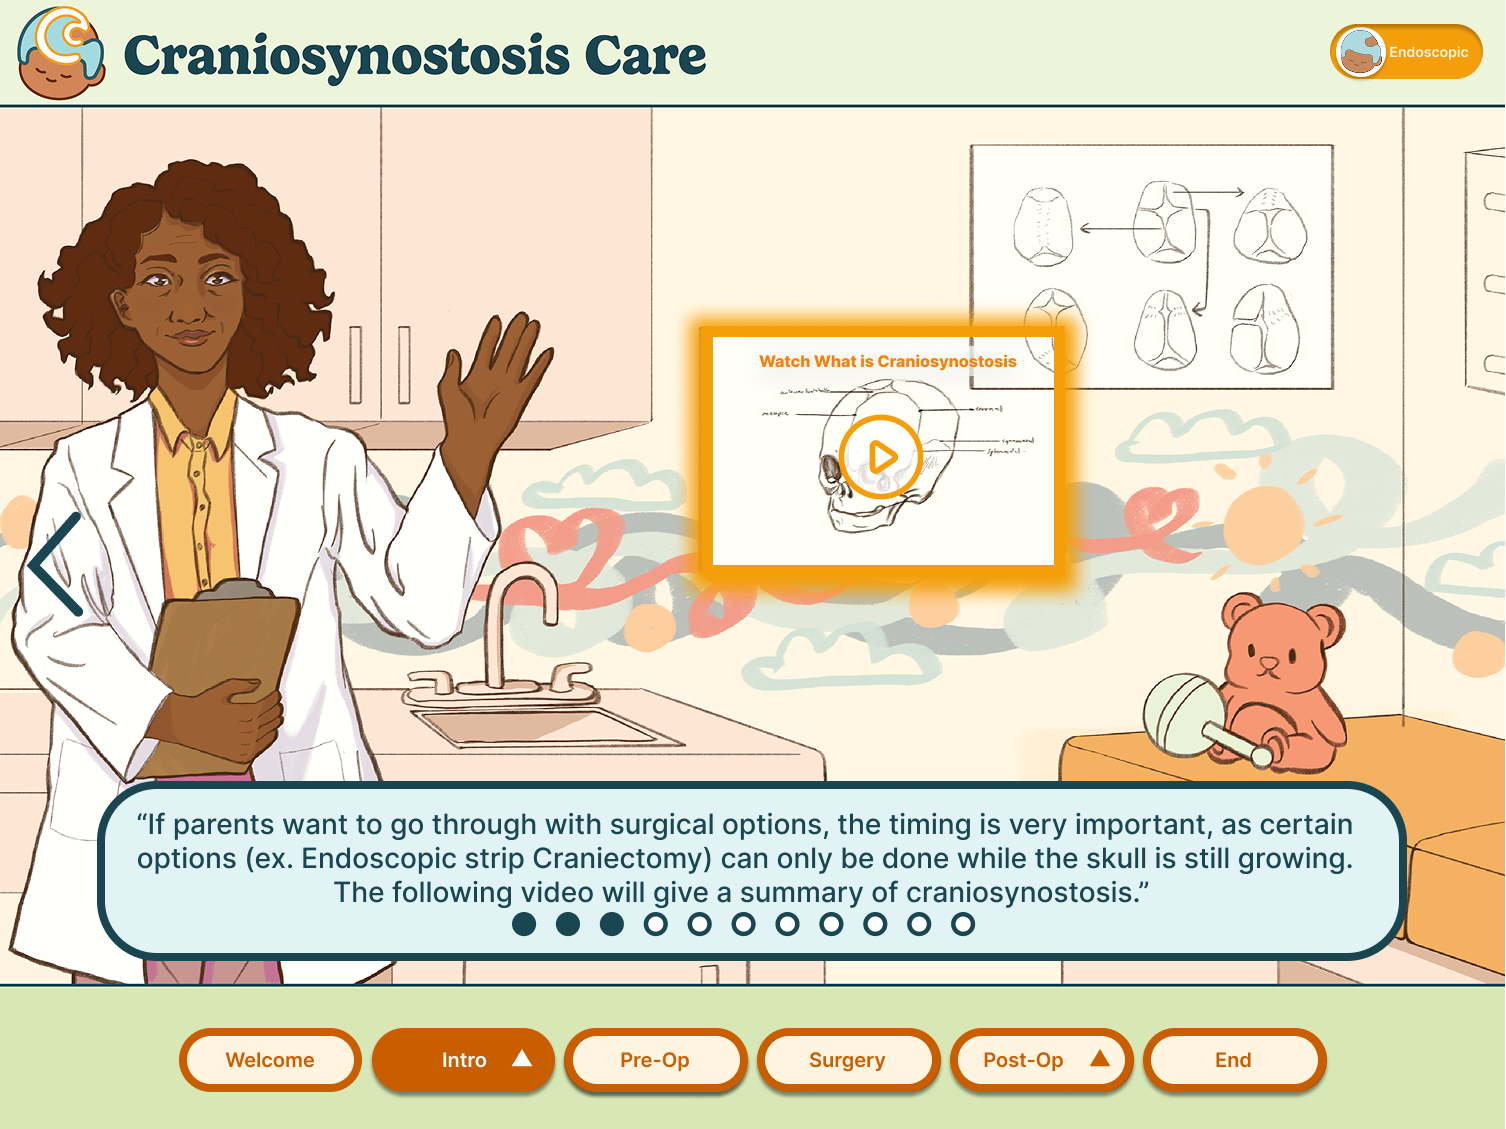 Craniosynostosis Care
Endoscopic
Watch What is Craniosynostosis
“If parents want to go through with surgical options, the timing is very important, as certain
options (ex. Endoscopic strip Craniectomy) can only be done while the skull is still growing.
The following video will give a summary of craniosynostosis.”
Welcome
Intro
Pre-Op
Surgery
Post-Op
End